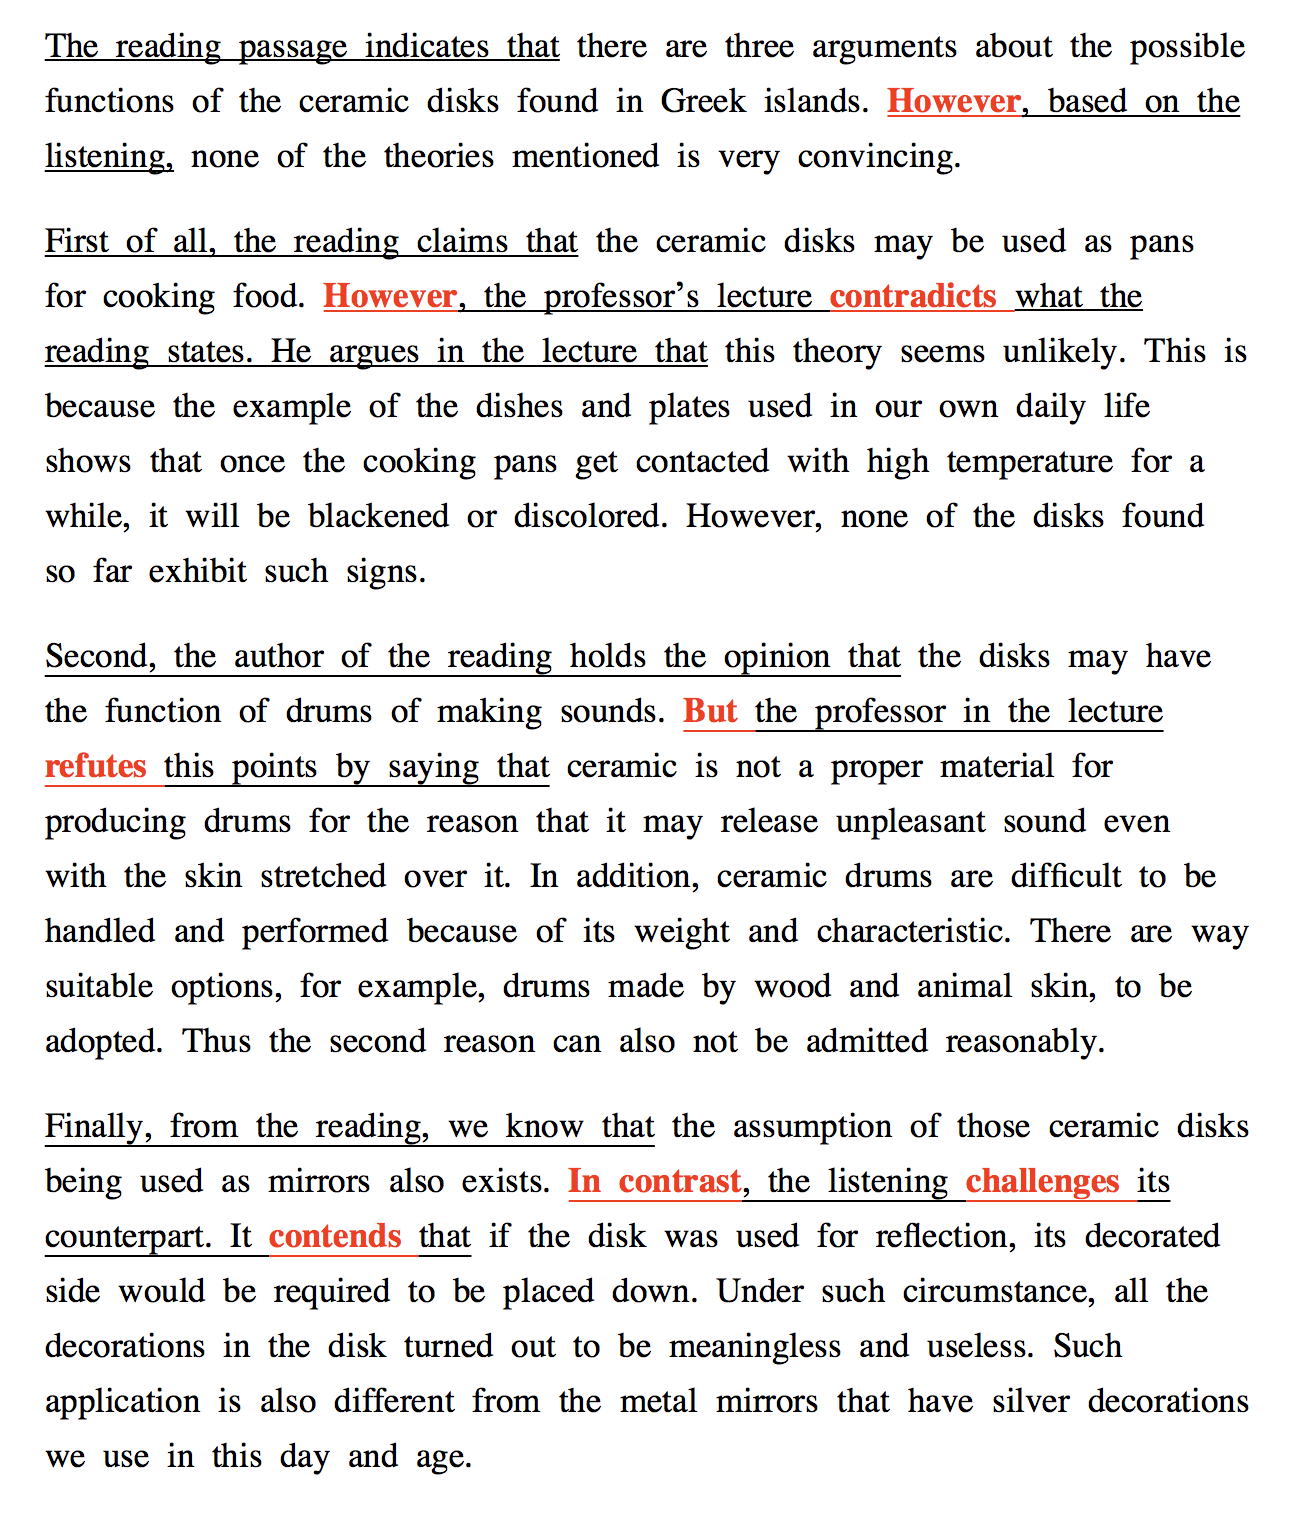 The reading passage indicates that there are three arguments about the possible
functions of the ceramic disks found in Greek islands. However, based on the
listening, none of the theories mentioned is very convincing.
First of all, the reading claims that the ceramic disks may be used as pans
for cooking food. However, the professor's lecture contradicts what the
reading states. He argues in the lecture that this theory seems unlikely. This is
because the example of the dishes and plates used in our own daily life
shows that once the cooking pans get contacted with high temperature for a
while, it will be blackened or discolored. However, none of the disks found
so far exhibit such signs.
Second, the author of the reading holds the opinion that the disks may have
the function of drums of making sounds. But the professor in the lecture
refutes this points by saying that ceramic is not a proper material for
producing drums for the reason that it may release unpleasant sound even
with the skin stretched over it. In addition, ceramic drums are difficult to be
handled and performed because of its weight and characteristic. There are way
suitable options, for example, drums made by wood and animal skin, to be
adopted. Thus the second reason can also not be admitted reasonably.
Finally, from the reading, we know that the assumption of those ceramic disks
being used as mirrors also exists. In contrast, the listening challenges its
counterpart. It contends that if the disk was used for reflection, its decorated
side would be required to be placed down. Under such circumstance, all the
decorations in the disk turned out to be meaningless and useless. Such
application is also different from the metal mirrors that have silver decorations
we use in this day and age.